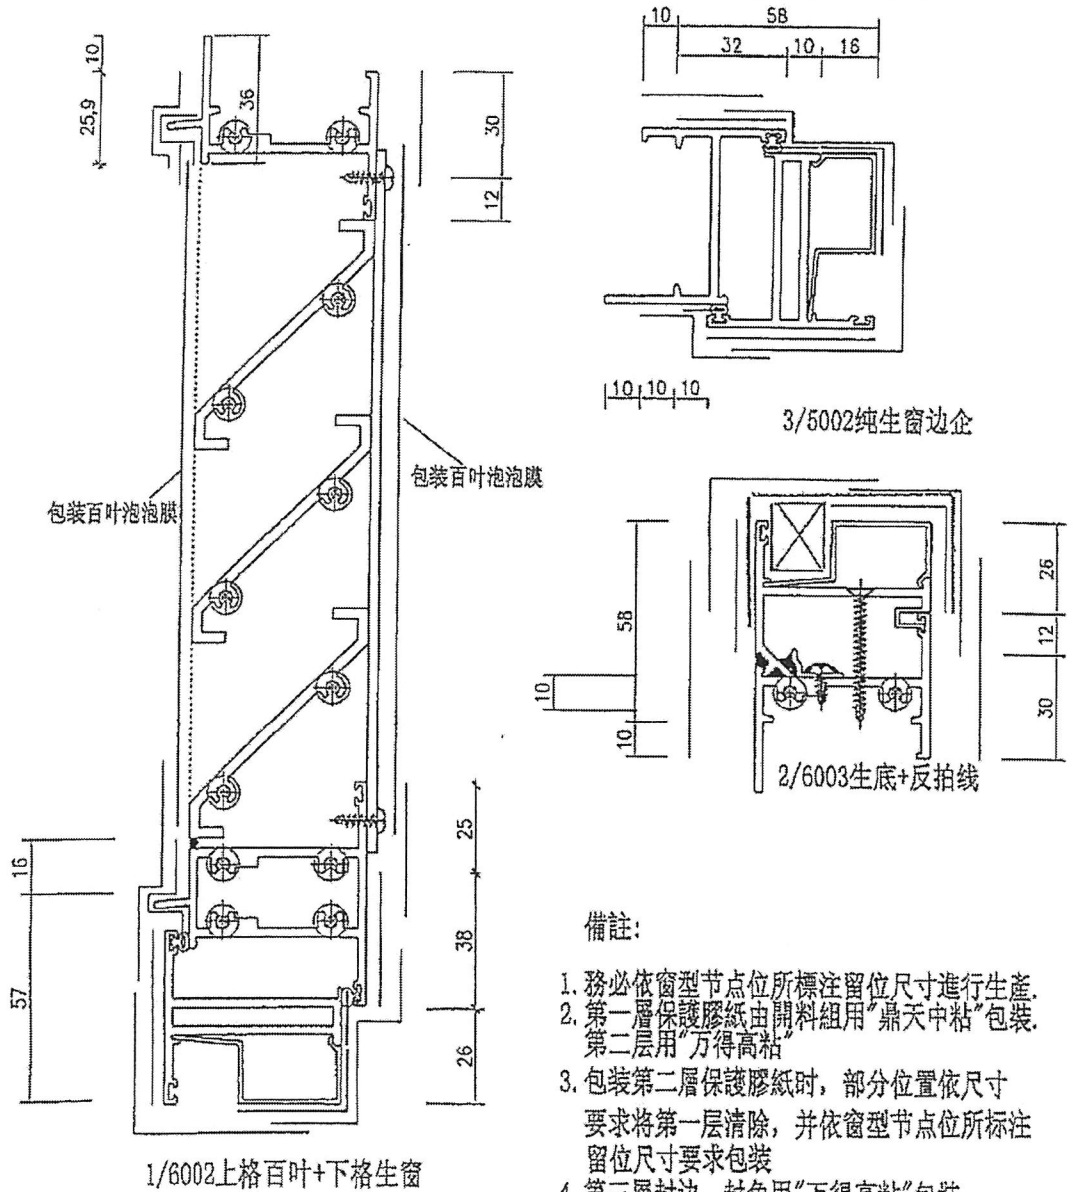 10
58
32
10
16
10
25,9
36
30
12
10
10
10
3/5002纯生窗边企
包装百叶泡泡膜
包装百叶泡泡膜
58
10
10
26
12
30
2/6003生底+反拍线
16
57
25
38
26
1/6002上格百叶+下格生窗
備註:
1. 務必依窗型节点位所標注留位尺寸進行生產.
2. 第一層保護膠紙由開料組用"鼎天中粘"包装.
第二层用"万得高粘"
3. 包装第二層保護膠紙时, 部分位置依尺寸
要求将第一层清除, 并依窗型节点位所标注
留位尺寸要求包装